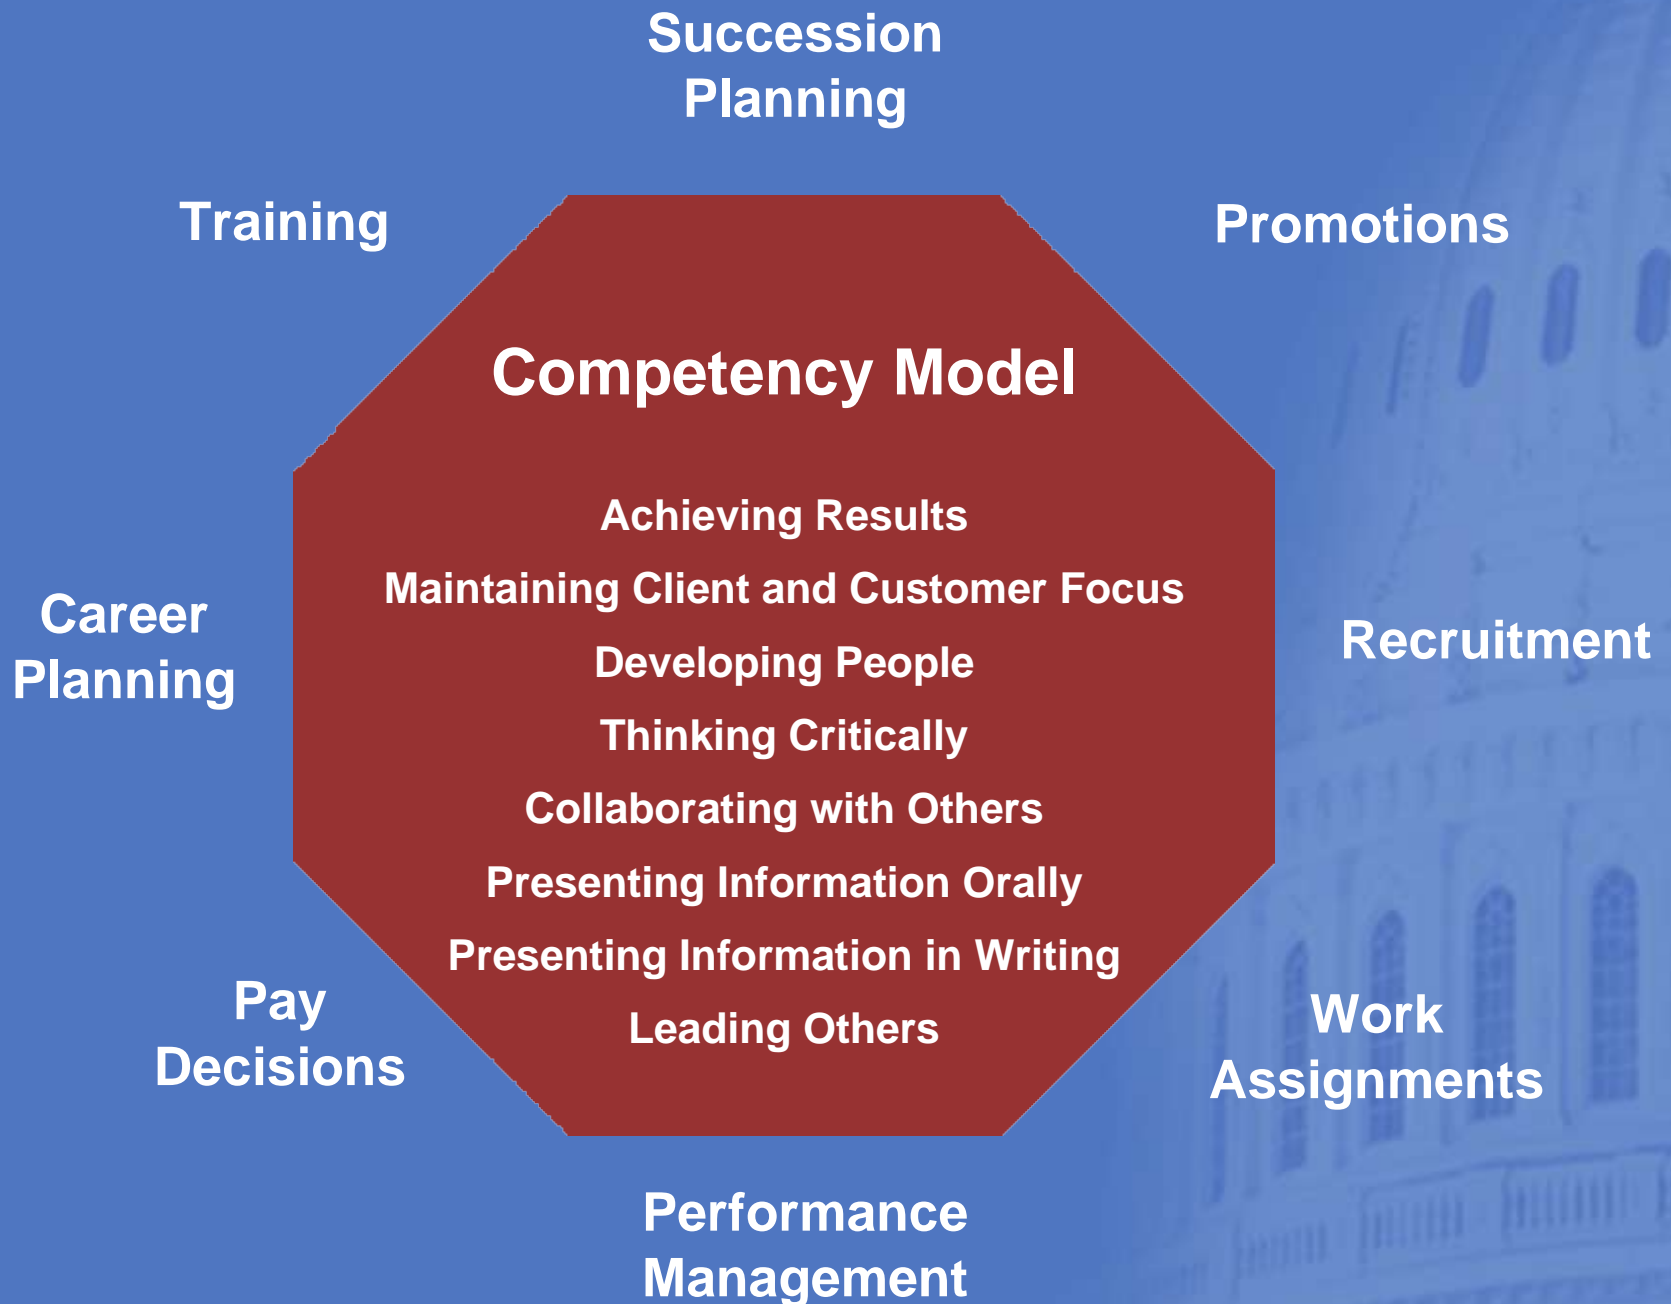 Succession
Planning
Training
Promotions
Competency Model
Achieving Results
Maintaining Client and Customer Focus
Developing People
Thinking Critically
Collaborating with Others
Presenting Information Orally
Presenting Information in Writing
Leading Others
Career
Planning
Recruitment
Pay
Decisions
Work
Assignments
Performance
Management